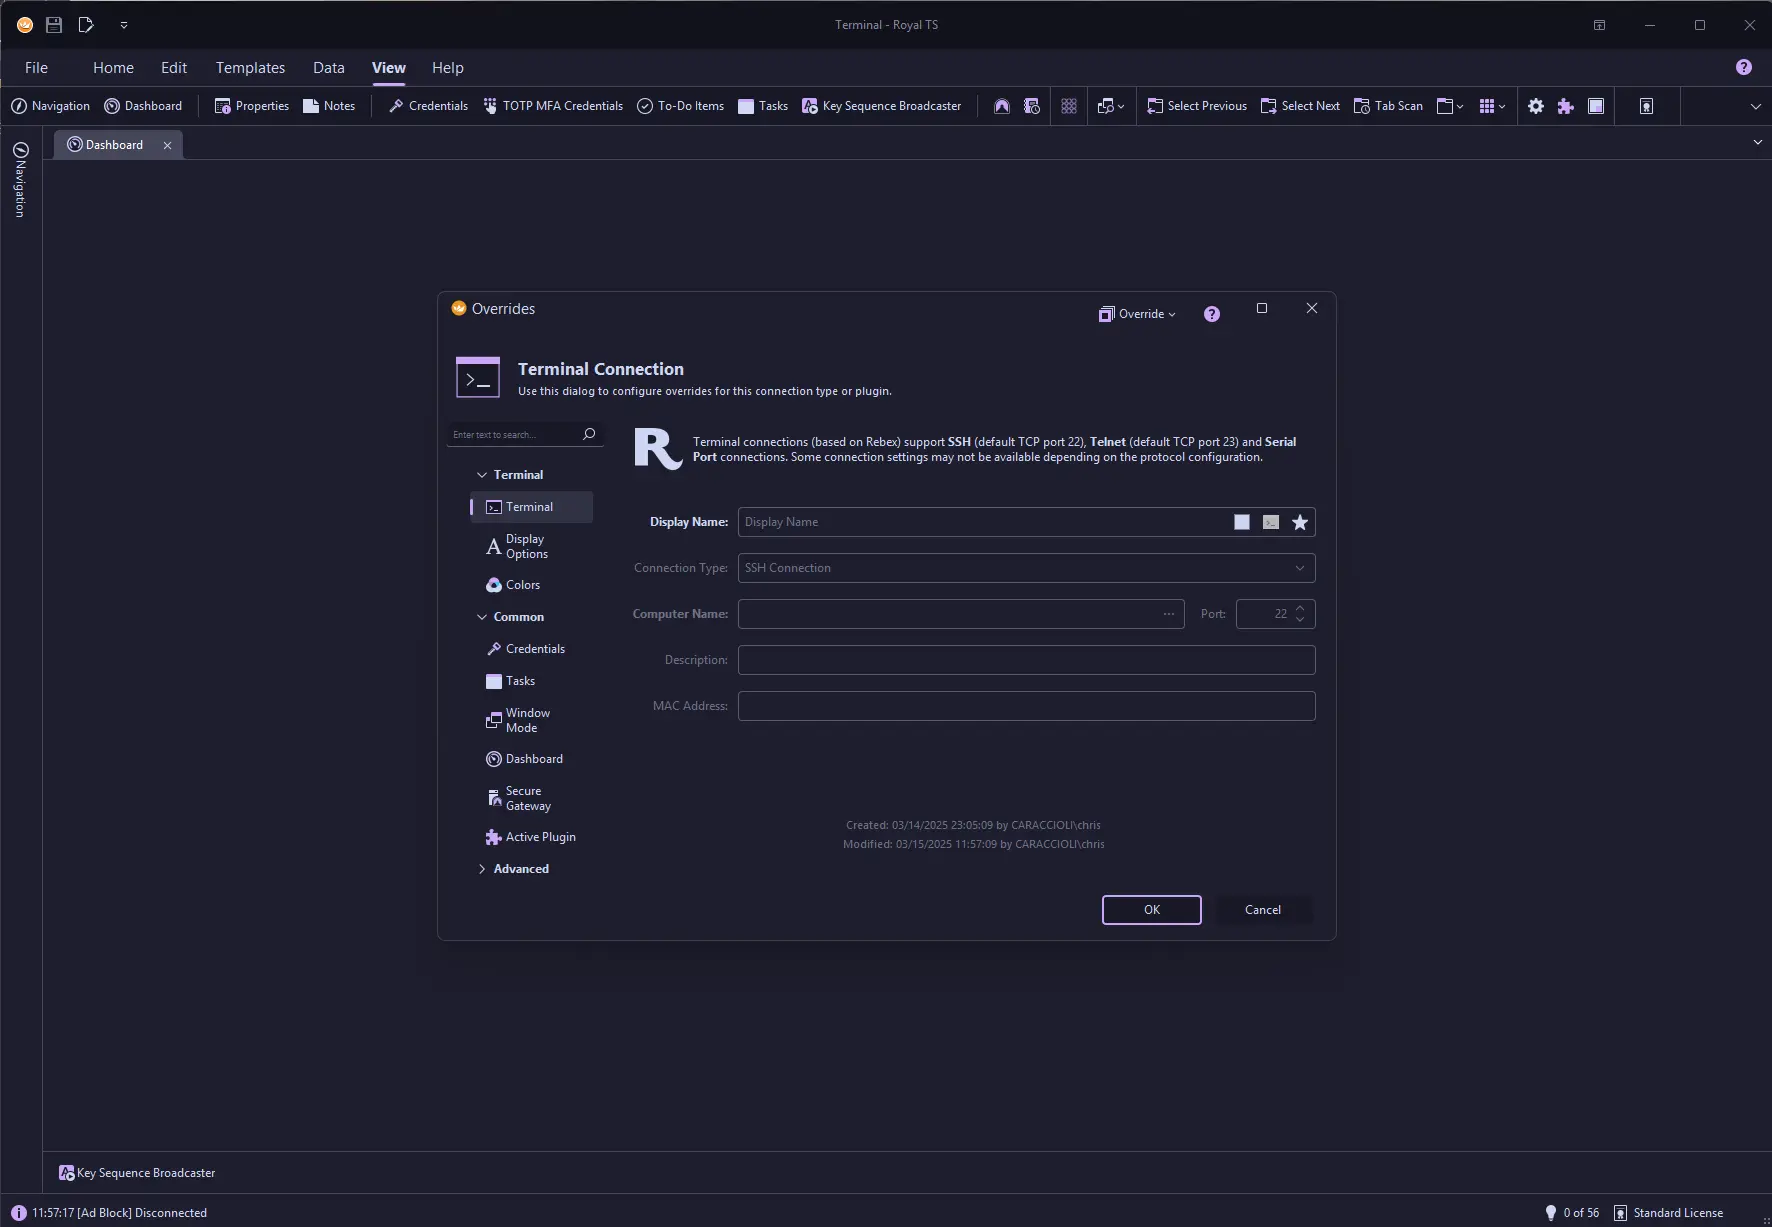 Terminal - Royal TS
File
Home
Edit
Templates
Data
View
Help
?
Navigation
Dashboard
Properties
Notes
Credentials
TOTP MFA Credentials
To-Do Items
Tasks
Key Sequence Broadcaster
Select Previous
Select Next
Tab Scan
Dashboard
Navigation
Overrides
Override
?
Terminal Connection
Use this dialog to configure overrides for this connection type or plugin.
Enter text to search...
Terminal connections (based on Rebex) support SSH (default TCP port 22), Telnet (default TCP port 23) and Serial
Port connections. Some connection settings may not be available depending on the protocol configuration.
Terminal
Terminal
Display
Options
Colors
Common
Credentials
Tasks
Window
Mode
Dashboard
Secure
Gateway
Active Plugin
Advanced
Display Name:
Display Name
Connection Type:
SSH Connection
Computer Name:
...
Port:
22
Description:
MAC Address:
Created: 03/14/2025 23:05:09 by CARACCIOLI\chris
Modified: 03/15/2025 11:57:09 by CARACCIOLI\chris
OK
Cancel
Key Sequence Broadcaster
11:57:17 [Ad Block] Disconnected
0 of 56
Standard License